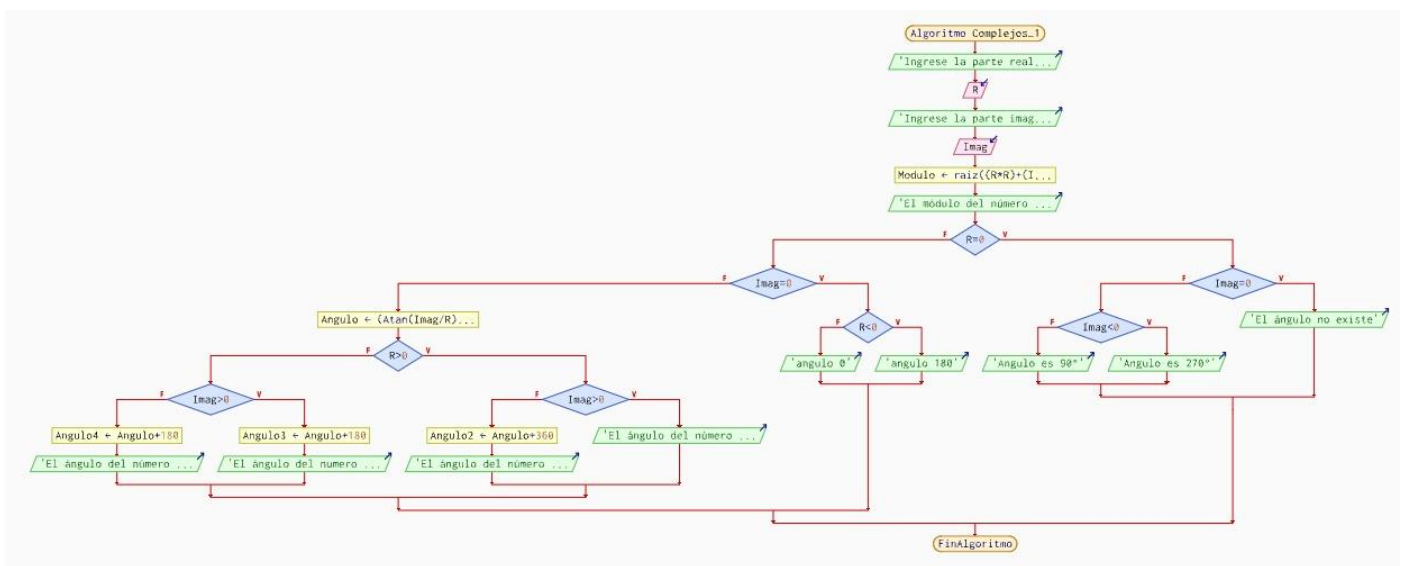 Algoritmo Complejos_1
'Ingrese la parte real...
R
'Ingrese la parte imag...
Imag
Modulo ← raiz((R*R)+(I...
'El módulo del número ...
F R=0 V
F Imag=0 V
F Imag=0 V
Angulo ← (Atan(Imag/R)...
F R<0 V
F Imag<0 V
'El ángulo no existe'
F R>0 V
'angulo 0'
'angulo 180'
'Angulo es 90°'
'Angulo es 270°'
F Imag>0 V
F Imag>0 V
Angulo4 ← Angulo+180
Angulo3 ← Angulo+180
Angulo2 ← Angulo+360
'El ángulo del número ...
'El ángulo del número ...
'El ángulo del numero ...
'El ángulo del número ...
FinAlgoritmo